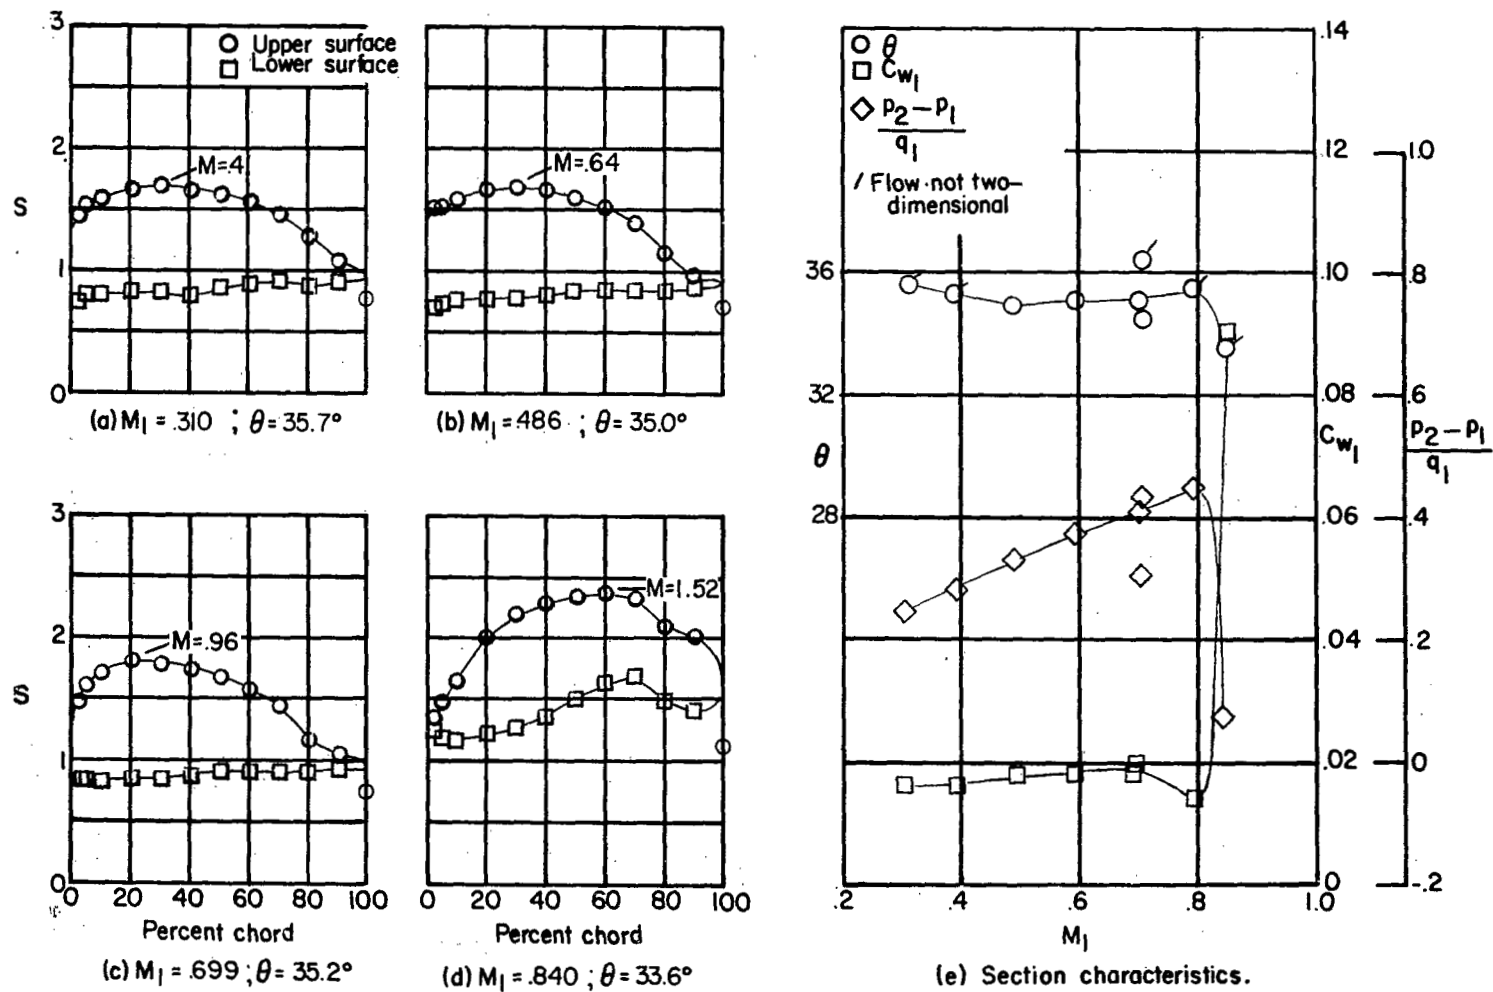 3
2
S
1
0
○ Upper surface
□ Lower surface
M=.4
(a) M₁ = .310 ; θ = 35.7°
M=.64
(b) M₁ = .486 ; θ = 35.0°
3
2
S
1
0
M=.96
0 20 40 60 80 100
Percent chord
(c) M₁ = .699 ; θ = 35.2°
M=1.52
0 20 40 60 80 100
Percent chord
(d) M₁ = .840 ; θ = 33.6°
○ θ
□ Cw₁
◇ p₂–p₁
q₁
/ Flow not two–
dimensional
36
32
θ
28
.14
.12
.10
.08
Cw₁
.06
.04
.02
.0
1.0
.8
.6
p₂–p₁
q₁
.4
.2
0
-.2
.2 .4 .6 .8 1.0
M₁
(e) Section characteristics.